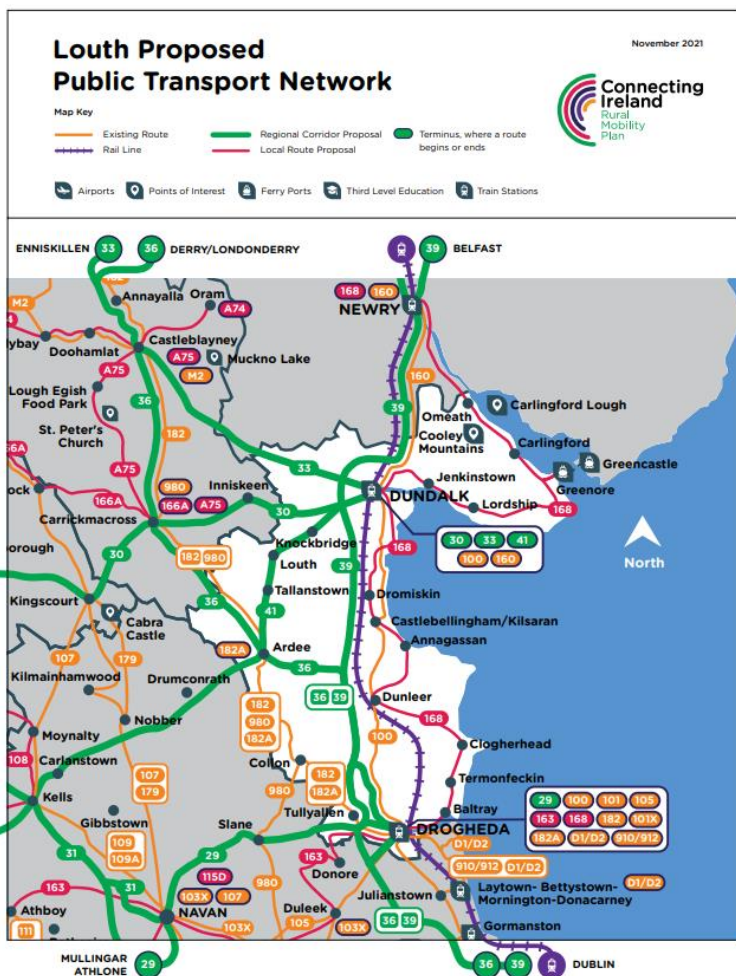 Louth Proposed
Public Transport Network
November 2021
Connecting
Ireland
Rural
Mobility
Plan
Map Key
Existing Route
Regional Corridor Proposal
Terminus, where a route
begins or ends
Rail Line
Local Route Proposal
Airports
Points of Interest
Ferry Ports
Third Level Education
Train Stations
ENNISKILLEN 33 36 DERRY/LONDONDERRY
39 BELFAST
M2
Annayalla
Oram
A74
168 160
NEWRY
Castleblayney
Doohamlat
A75
M2
Muckno Lake
A75
160
Lough Egish
Food Park
36
39
Omeath
Carlingford Lough
St. Peter's
Church
182
Cooley
Mountains
Carlingford
A75
33
Jenkinstown
Greencastle
Greenore
980
166A A75
Inniskeen
DUNDALK
Lordship
168
166A
30
30 33 41
100 160
Carrickmacross
Knockbridge
168
North
30
182 980
Louth
39
Tallanstown
Dromiskin
Kingscourt
36
41
Castlebellingham/Kilsaran
Cabra
Castle
182A
Ardee
Annagassan
107
179
36
Kilmainhamwood
Drumconrath
36 39
Dunleer
Nobber
182
980
182A
168
Moynalty
100
Clogherhead
108
Carlanstown
107
179
Collon
182
182A
Termonfeckin
Kells
980
Baltray
29 100 101 105
163 168 182 101X
182A D1/D2 910/912
Gibbstown
Tullyallen
DROGHEDA
109
109A
Slane
D1/D2
31
29
163
910/912 D1/D2
115D
Donore
163
31
103X 107
980
Julianstown
Laytown- Bettystown-
Mornington-Donacarney
D1/D2
Athboy
NAVAN
Duleek
111
103X
105
103X
36 39
Gormanston
MULLINGAR
ATHLONE
29
36 39
DUBLIN